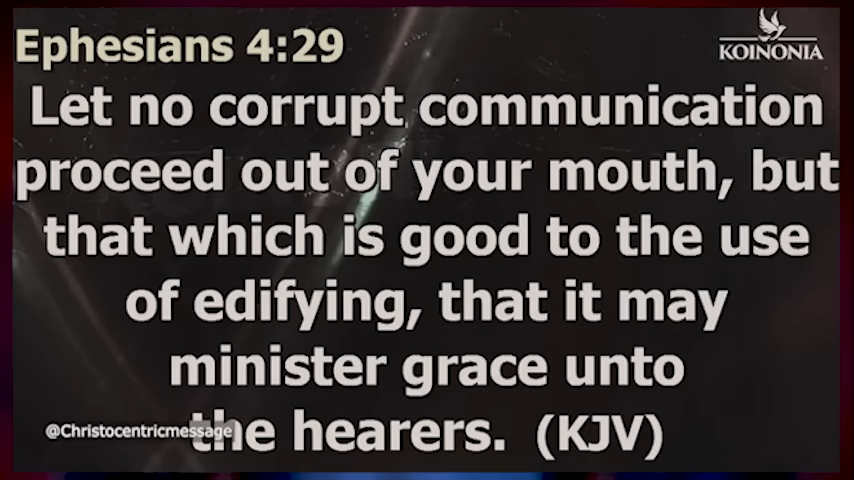 Ephesians 4:29
KOINONIA
Let no corrupt communication
proceed out of your mouth, but
that which is good to the use
of edifying, that it may
minister grace unto
the hearers. (KJV)
@Christocentricmessage